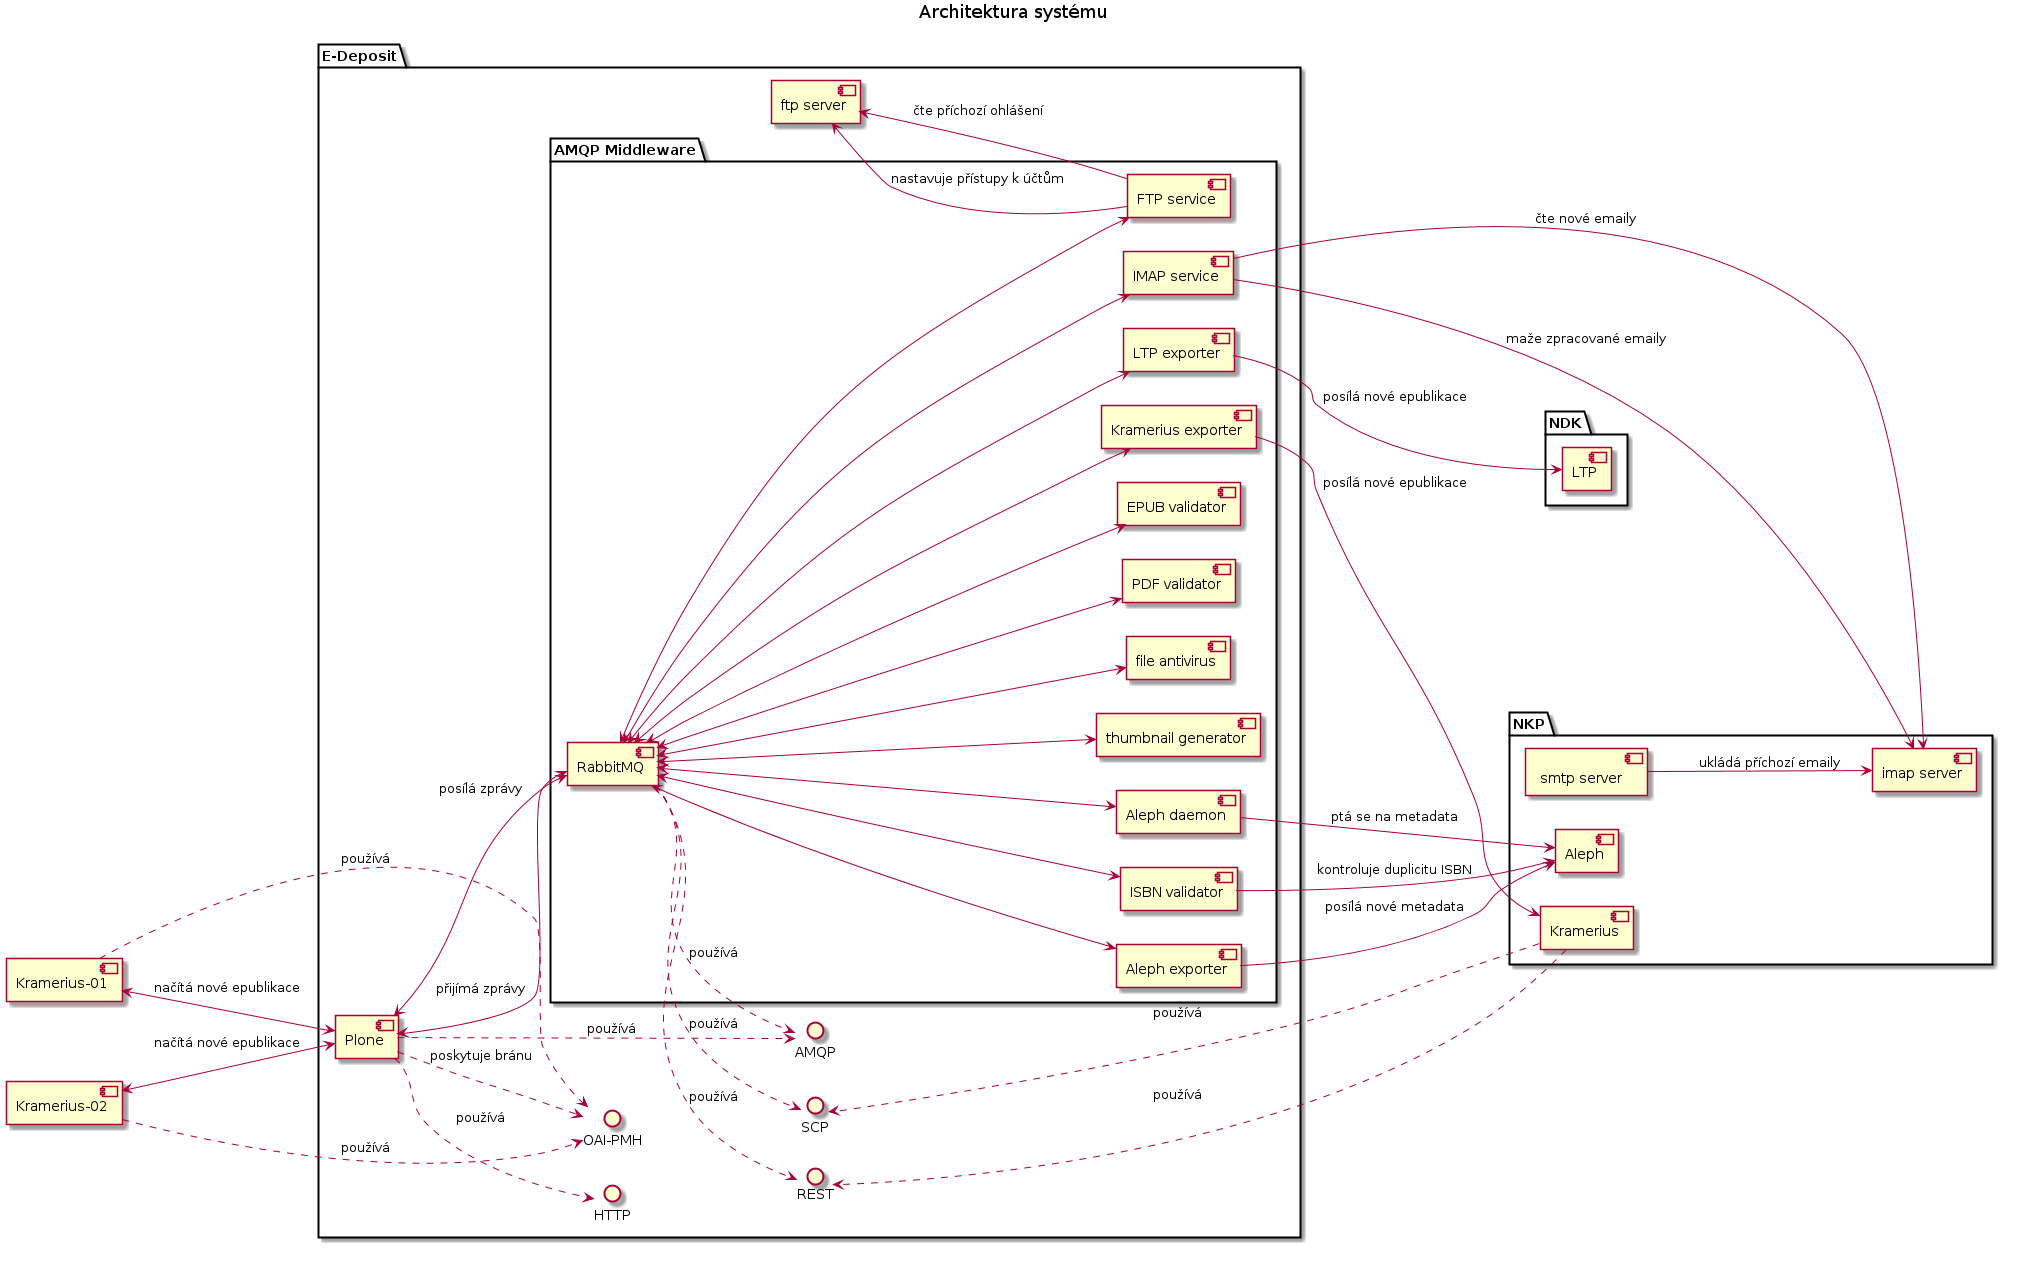 Architektura systému
E-Deposit
ftp server
čte příchozí ohlášení
AMQP Middleware
nastavuje přístupy k účtům
FTP service
čte nové emaily
IMAP service
maže zpracované emaily
LTP exporter
posílá nové epublikace
NDK
Kramerius exporter
LTP
posílá nové epublikace
EPUB validator
PDF validator
file antivirus
NKP
thumbnail generator
RabbitMQ
smtp server
ukládá příchozí emaily
imap server
posílá zprávy
Aleph daemon
ptá se na metadata
Aleph
používá
kontroluje duplicitu ISBN
ISBN validator
posílá nové metadata
Kramerius
používá
Aleph exporter
Kramerius-01
načítá nové epublikace
přijímá zprávy
používá
používá
používá
Plone
načítá nové epublikace
poskytuje bránu
AMQP
používá
používá
Kramerius-02
používá
SCP
OAI-PMH
používá
REST
HTTP